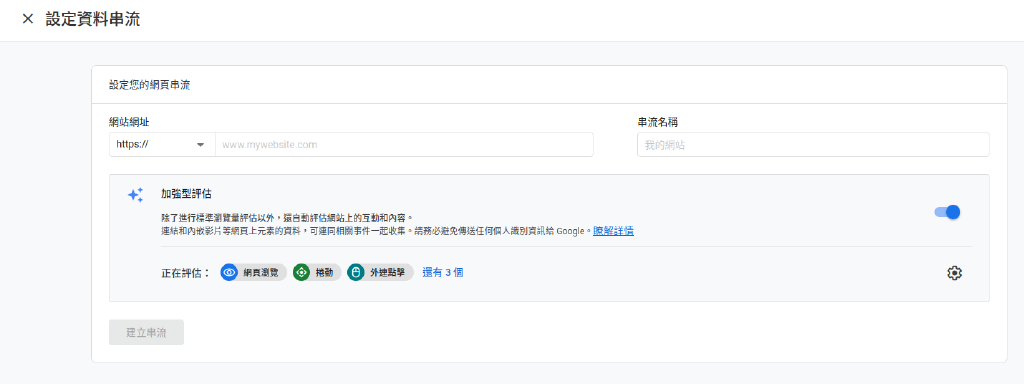 設定資料串流
設定您的網頁串流
網站網址
串流名稱
https://
www.mywebsite.com
我的網站
加強型評估
除了進行標準瀏覽量評估以外，還自動評估網站上的互動和內容。
連結和內嵌影片等網頁上元素的資料，可連同相關事件一起收集。請務必避免傳送任何個人識別資訊給 Google。瞭解詳情
正在評估： 網頁瀏覽 捲動 外連點擊 還有 3 個
建立串流